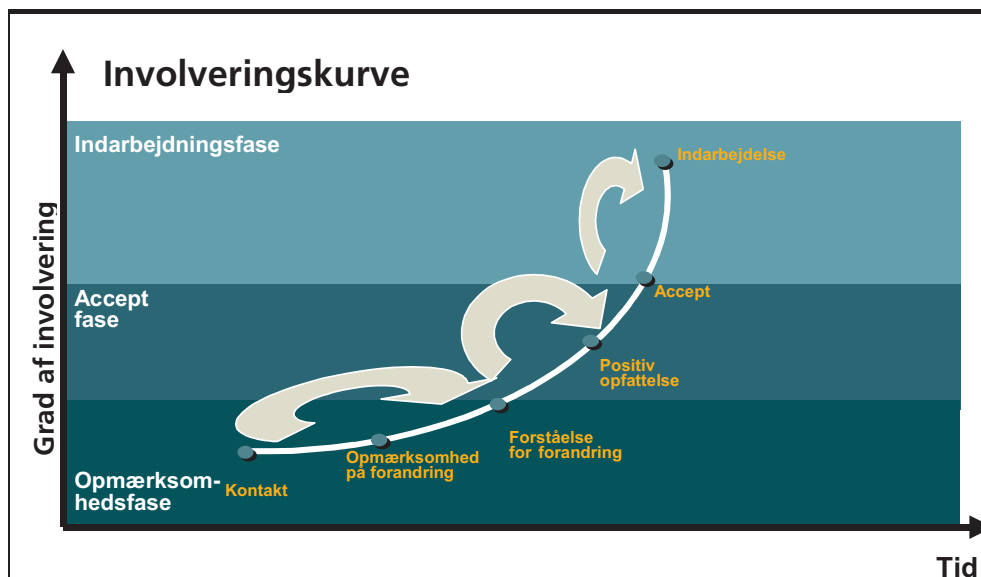 Involveringskurve
Grad af involvering
Indarbejdningsfase
Indarbejdelse
Accept
fase
Accept
Positiv
opfattelse
Forståelse
for forandring
Opmærksomhed
på forandring
Kontakt
Opmærksom-
hedsfase
Tid